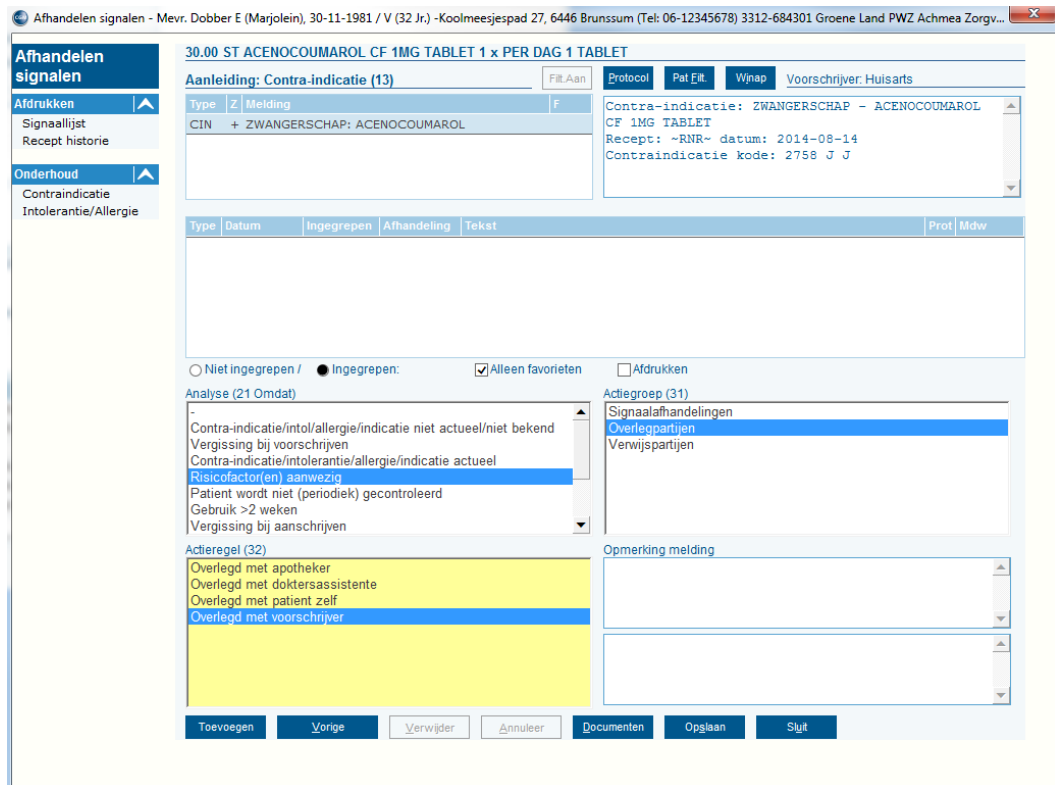 Afhandelen signalen - Mevr. Dobber E (Marjolein), 30-11-1981 / V (32 Jr.) -Koolmeesjespad 27, 6446 Brunssum (Tel: 06-12345678) 3312-684301 Groene Land PWZ Achmea Zorgv...
Afhandelen
signalen
Afdrukken
Signaallijst
Recept historie
Onderhoud
Contraindicatie
Intolerantie/Allergie
30.00 ST ACENOCOUMAROL CF 1MG TABLET 1 x PER DAG 1 TABLET
Aanleiding: Contra-indicatie (13)
Filt.Aan
Protocol
Pat Filt.
Winap
Voorschrijver: Huisarts
Type Z Melding F
CIN + ZWANGERSCHAP: ACENOCOUMAROL
Contra-indicatie: ZWANGERSCHAP - ACENOCOUMAROL
CF 1MG TABLET
Recept: ~RNR~ datum: 2014-08-14
Contraindicatie kode: 2758 J J
Type Datum Ingegrepen Afhandeling Tekst Prot Mdw
Niet ingegrepen / Ingegrepen: Alleen favorieten Afdrukken
Analyse (21 Omdat)
-
Contra-indicatie/intol/allergie/indicatie niet actueel/niet bekend
Vergissing bij voorschrijven
Contra-indicatie/intolerantie/allergie/indicatie actueel
Risicofactor(en) aanwezig
Patient wordt niet (periodiek) gecontroleerd
Gebruik >2 weken
Vergissing bij aanschrijven
Actiegroep (31)
Signaalafhandelingen
Overlegpartijen
Verwijspartijen
Actieregel (32)
Overlegd met apotheker
Overlegd met doktersassistente
Overlegd met patient zelf
Overlegd met voorschrijver
Opmerking melding
Toevoegen Vorige Verwijder Annuleer Documenten Opslaan Sluit